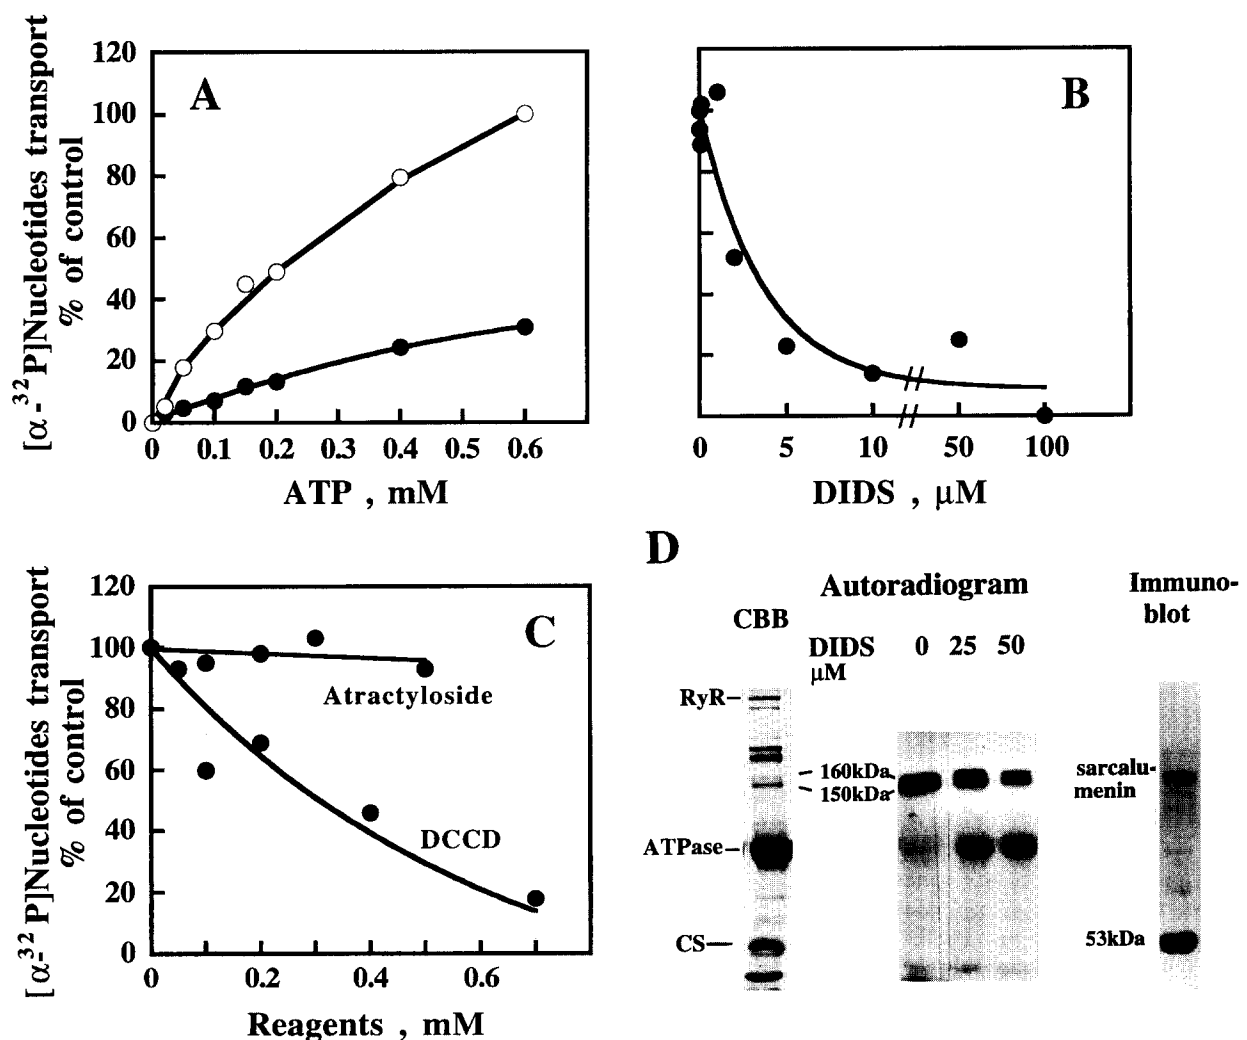 A
[α-³²P]Nucleotides transport
% of control
120
100
80
60
40
20
0
0 0.1 0.2 0.3 0.4 0.5 0.6
ATP , mM
B
0 5 10 50 100
DIDS , μM
C
[α-³²P]Nucleotides transport
% of control
120
100
80
60
40
20
0
Atractyloside
DCCD
0 0.2 0.4 0.6
Reagents , mM
D
CBB
Autoradiogram
DIDS 0 25 50
μM
Immuno-
blot
RyR
160kDa
150kDa
ATPase
CS
sarcalu-
menin
53kDa